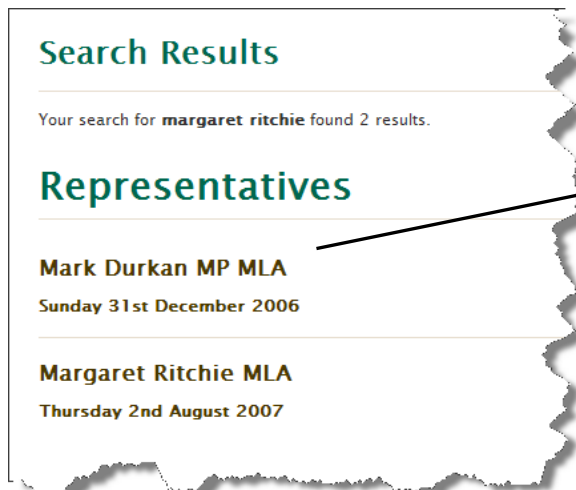 Search Results
Your search for margaret ritchie found 2 results.
Representatives
Mark Durkan MP MLA
Sunday 31st December 2006
Margaret Ritchie MLA
Thursday 2nd August 2007